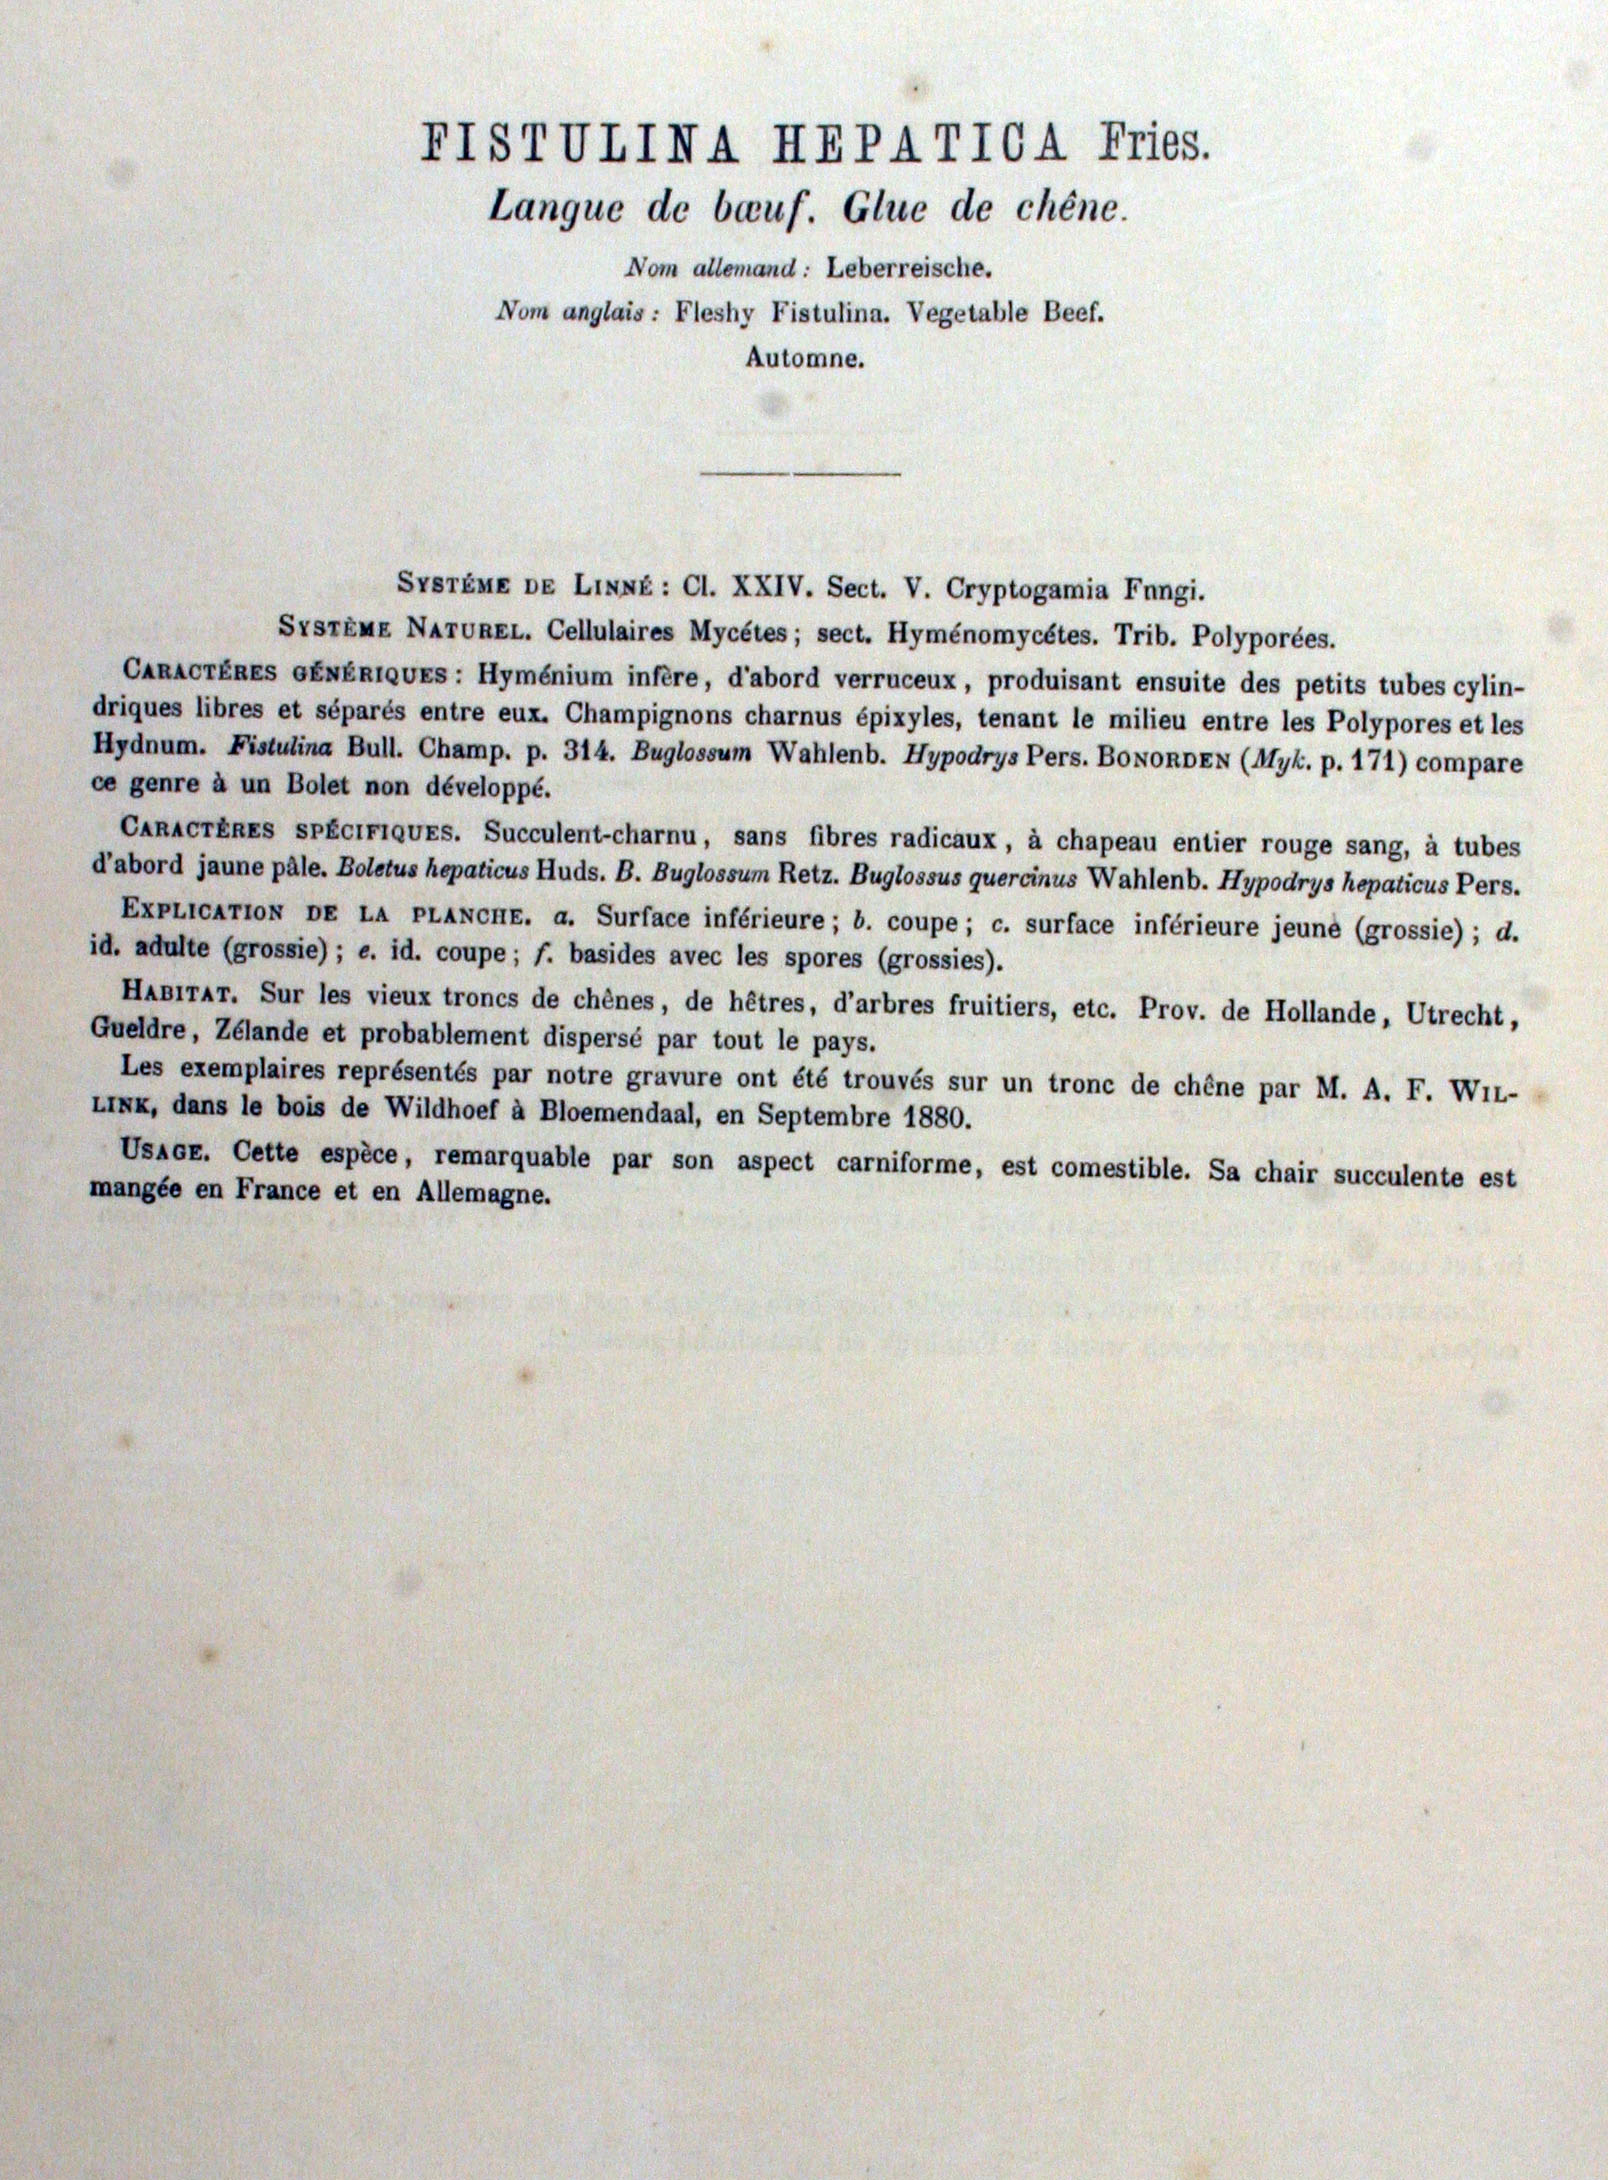 FISTULINA HEPATICA Fries.
Langue de bœuf. Glue de chêne.
Nom allemand: Leberreische.
Nom anglais: Fleshy Fistulina. Vegetable Beef.
Automne.
Système de Linné: Cl. XXIV. Sect. V. Cryptogamia Fnngi.
Système Naturel. Cellulaires Mycétes; sect. Hyménomycétes. Trib. Polyporées.
Caractères génériques: Hyménium infère, d'abord verruceux, produisant ensuite des petits tubes cylin-
driques libres et séparés entre eux. Champignons charnus épixyles, tenant le milieu entre les Polypores et les
Hydnum. Fistulina Bull. Champ. p. 314. Buglossum Wahlenb. Hypodrys Pers. Bonorden (Myk. p. 171) compare
ce genre à un Bolet non développé.
Caractères spécifiques. Succulent-charnu, sans fibres radicaux, à chapeau entier rouge sang, à tubes
d'abord jaune pâle. Boletus hepaticus Huds. B. Buglossum Retz. Buglossus quercinus Wahlenb. Hypodrys hepaticus Pers.
Explication de la planche. a. Surface inférieure; b. coupe; c. surface inférieure jeune (grossie); d.
id. adulte (grossie); e. id. coupe; f. basides avec les spores (grossies).
Habitat. Sur les vieux troncs de chênes, de hêtres, d'arbres fruitiers, etc. Prov. de Hollande, Utrecht,
Gueldre, Zélande et probablement dispersé par tout le pays.
Les exemplaires représentés par notre gravure ont été trouvés sur un tronc de chêne par M. A. F. Wil-
link, dans le bois de Wildhoef à Bloemendaal, en Septembre 1880.
Usage. Cette espèce, remarquable par son aspect carniforme, est comestible. Sa chair succulente est
mangée en France et en Allemagne.